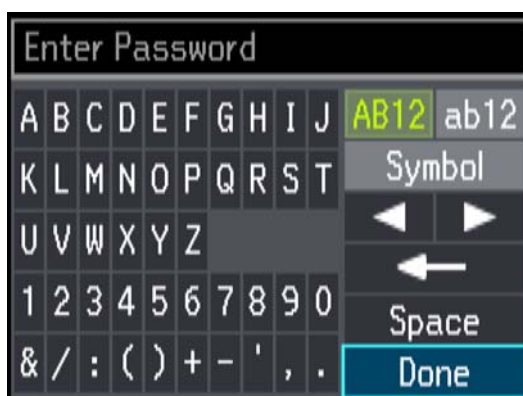 Enter Password
A B C D E F G H I J AB12 ab12
K L M N O P Q R S T Symbol
U V W X Y Z
1 2 3 4 5 6 7 8 9 0 Space
& / : ( ) + - ' , . Done